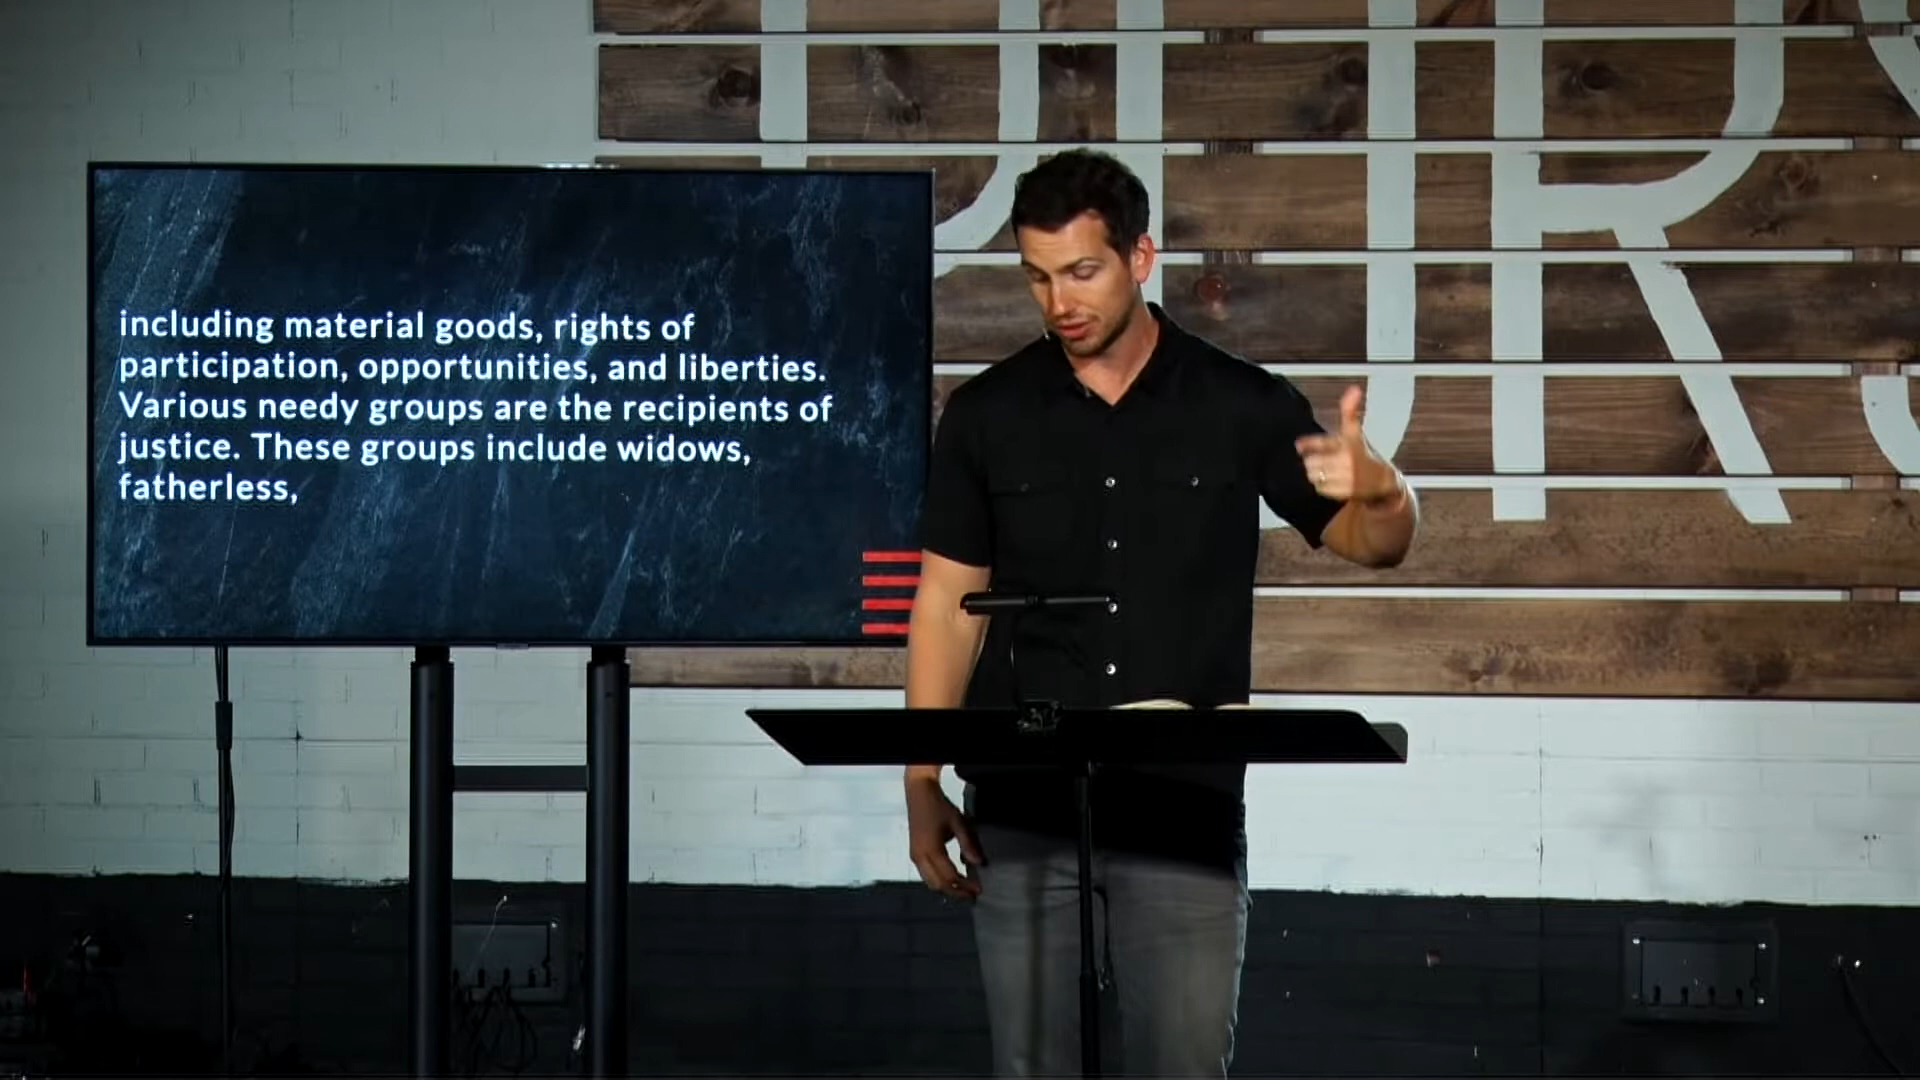 including material goods, rights of
participation, opportunities, and liberties.
Various needy groups are the recipients of
justice. These groups include widows,
fatherless,